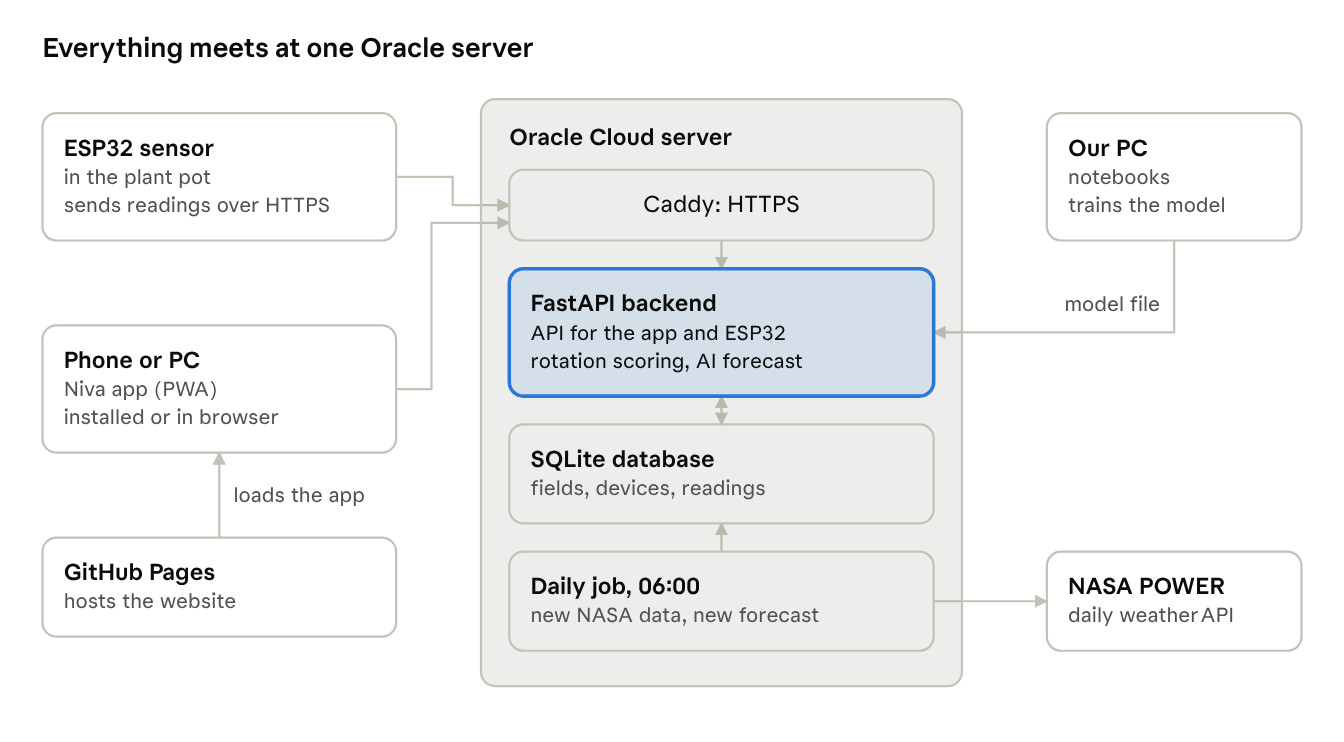 Everything meets at one Oracle server
ESP32 sensor
in the plant pot
sends readings over HTTPS
Phone or PC
Niva app (PWA)
installed or in browser
loads the app
GitHub Pages
hosts the website
Oracle Cloud server
Caddy: HTTPS
FastAPI backend
API for the app and ESP32
rotation scoring, AI forecast
SQLite database
fields, devices, readings
Daily job, 06:00
new NASA data, new forecast
Our PC
notebooks
trains the model
model file
NASA POWER
daily weather API